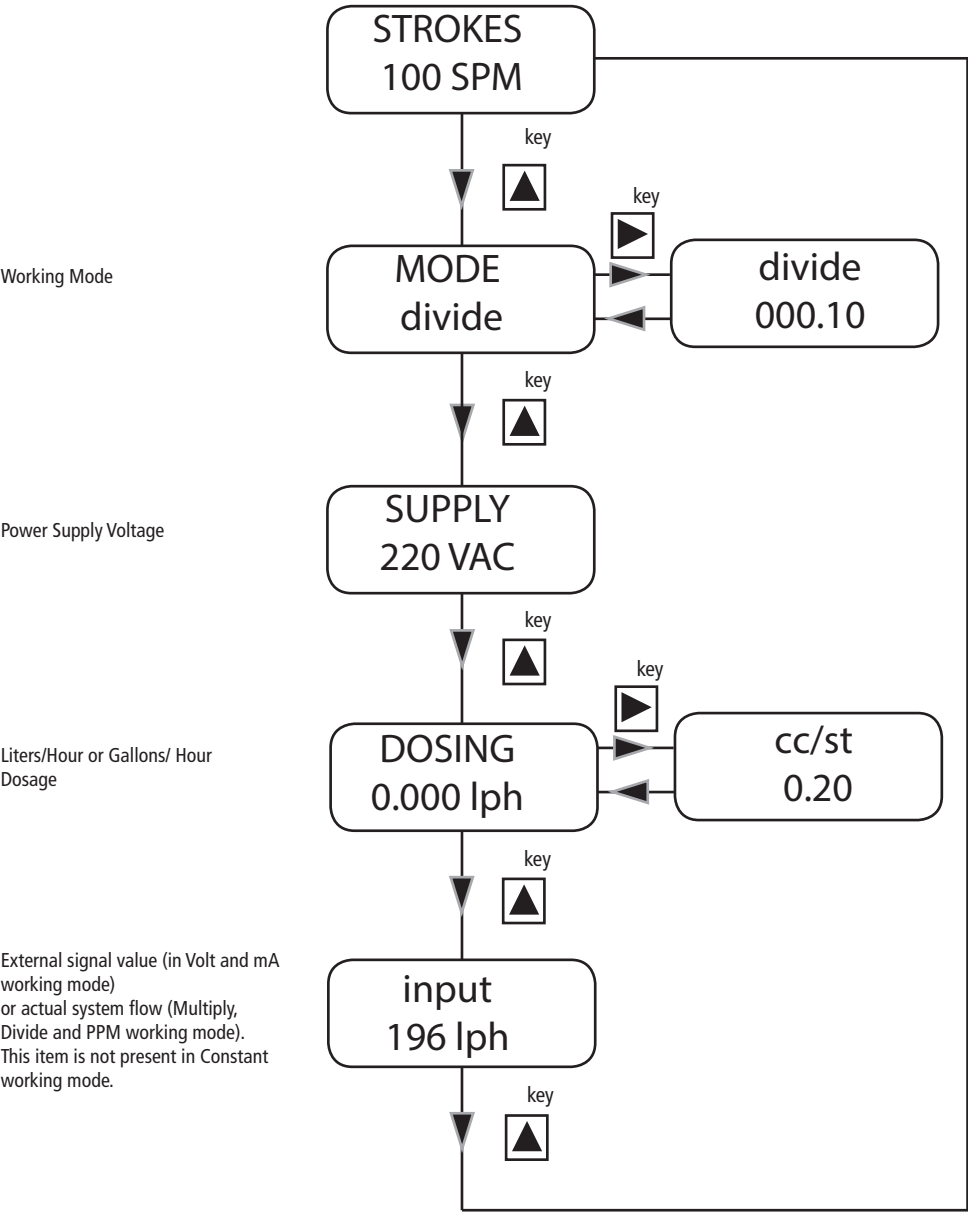 STROKES
100 SPM
key
key
Working Mode
MODE
divide
divide
000.10
key
Power Supply Voltage
SUPPLY
220 VAC
key
key
Liters/Hour or Gallons/ Hour
Dosage
DOSING
0.000 lph
cc/st
0.20
key
External signal value (in Volt and mA
working mode)
or actual system flow (Multiply,
Divide and PPM working mode).
This item is not present in Constant
working mode.
input
196 lph
key